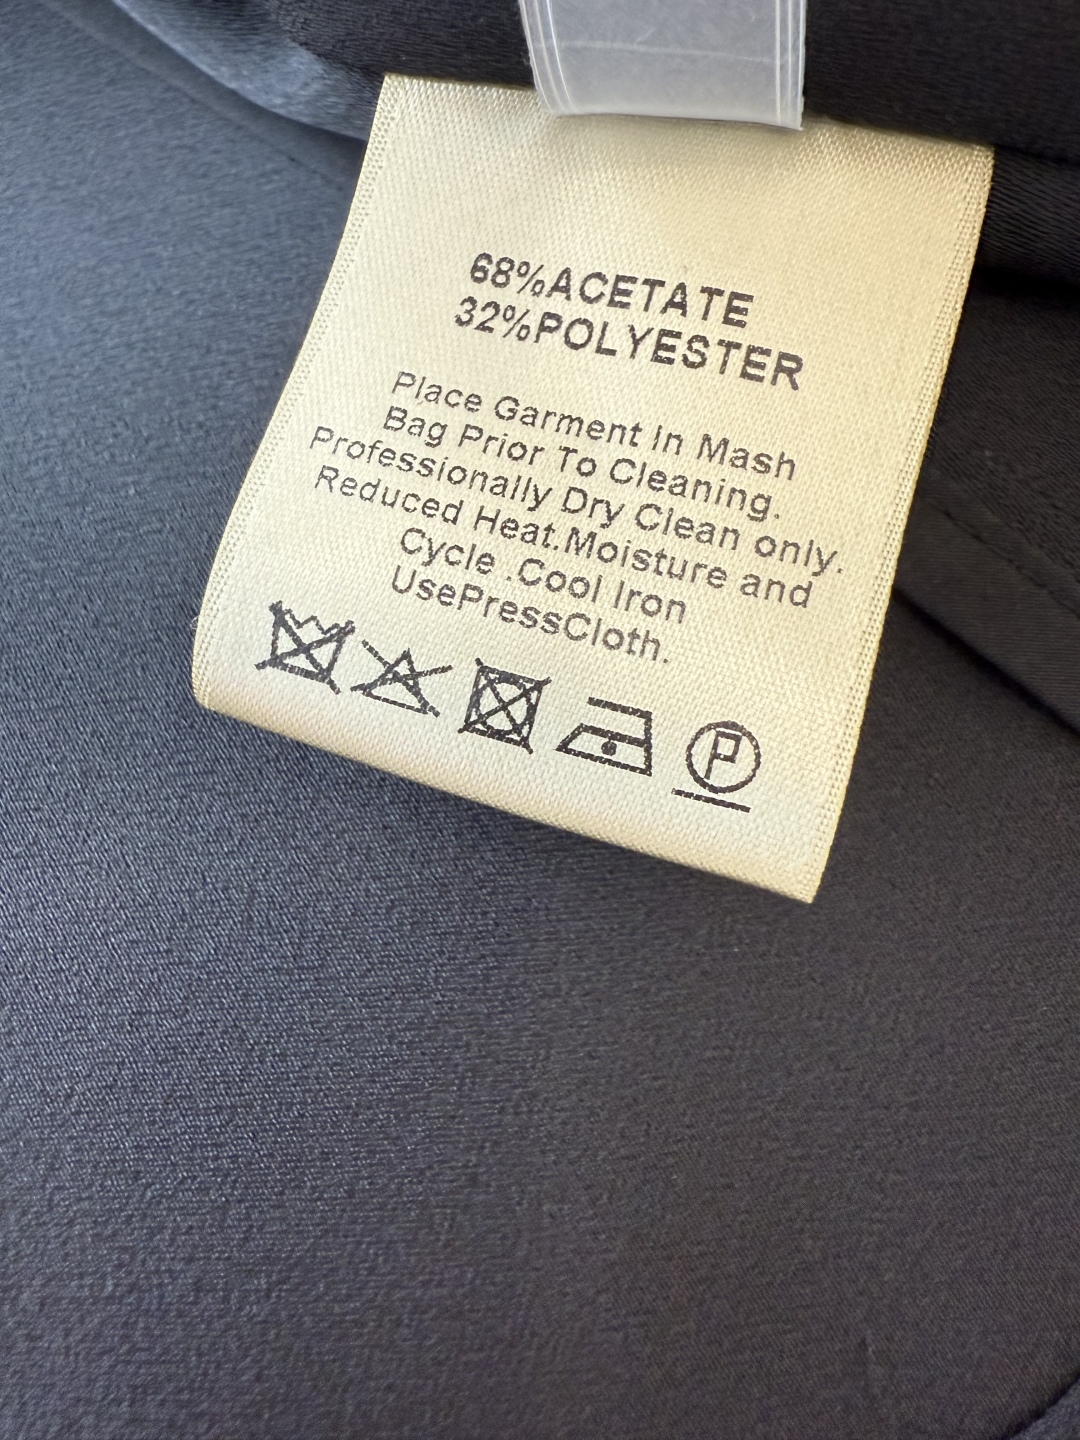 68%ACETATE
32%POLYESTER
Place Garment In Mash
Bag Prior To Cleaning.
Professionally Dry Clean only.
Reduced Heat.Moisture and
Cycle .Cool Iron
UsePressCloth.
P